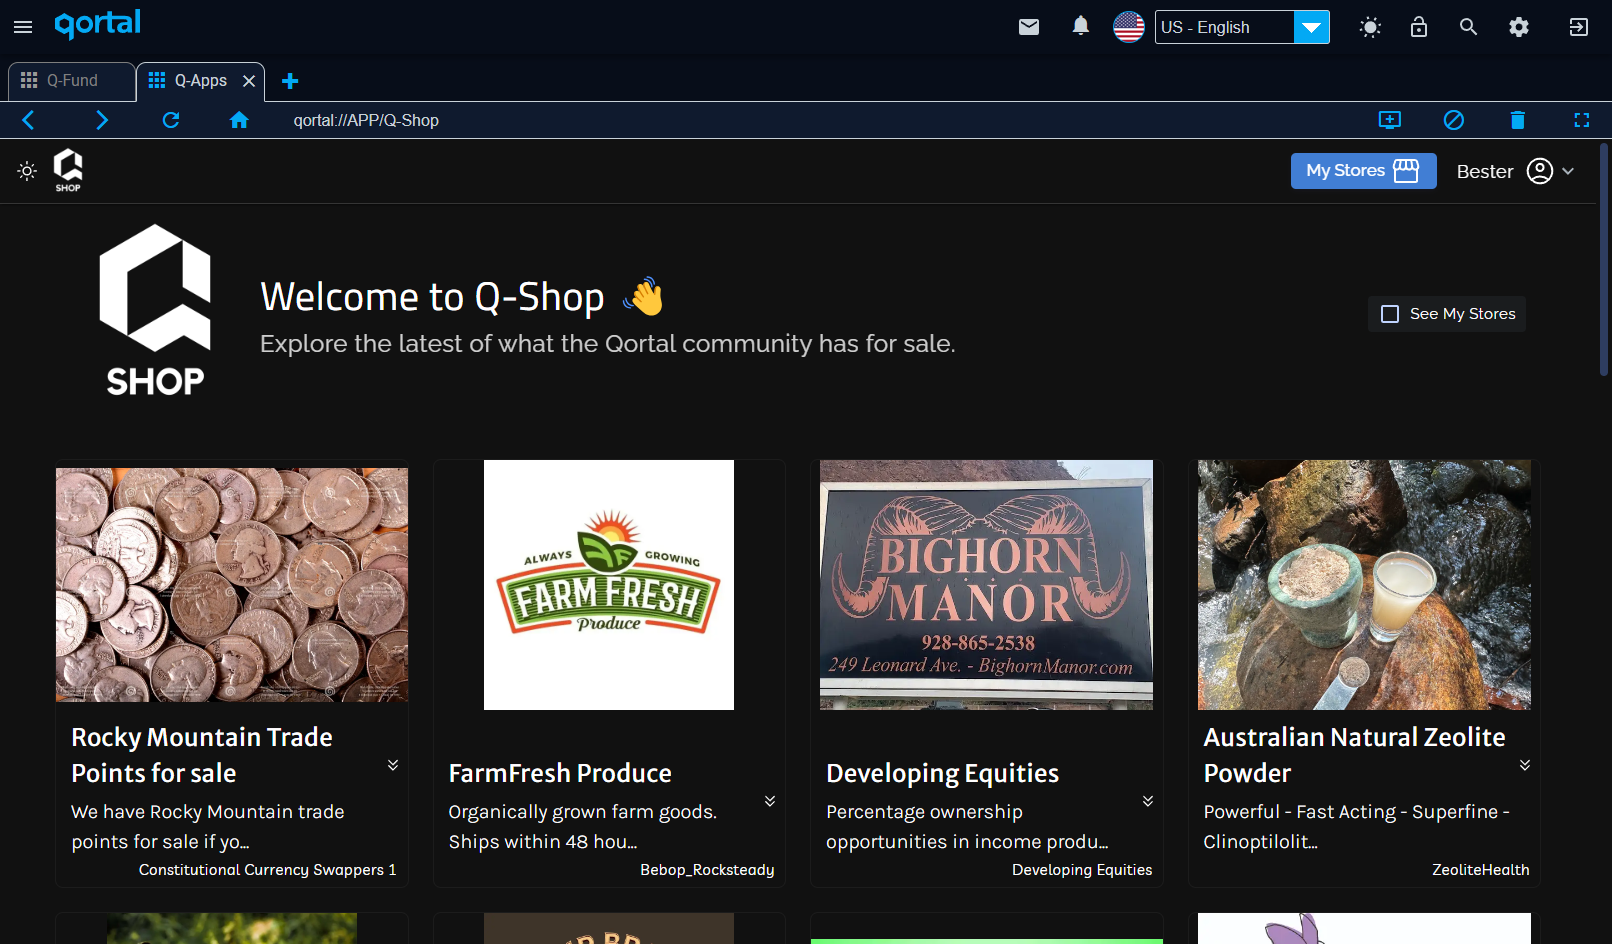 qortal
US - English
Q-Fund
Q-Apps
qortal://APP/Q-Shop
SHOP
My Stores
Bester
SHOP
Welcome to Q-Shop 👋
Explore the latest of what the Qortal community has for sale.
See My Stores
Rocky Mountain Trade
Points for sale
We have Rocky Mountain trade
points for sale if yo...
Constitutional Currency Swappers 1
ALWAYS GROWING
FARM FRESH
Produce
FarmFresh Produce
Organically grown farm goods.
Ships within 48 hou...
Bebop_Rocksteady
BIGHORN
MANOR
928-865-2538
249 Leonard Ave. - BighornManor.com
Developing Equities
Percentage ownership
opportunities in income produ...
Developing Equities
Australian Natural Zeolite
Powder
Powerful - Fast Acting - Superfine -
Clinoptilolit...
ZeoliteHealth